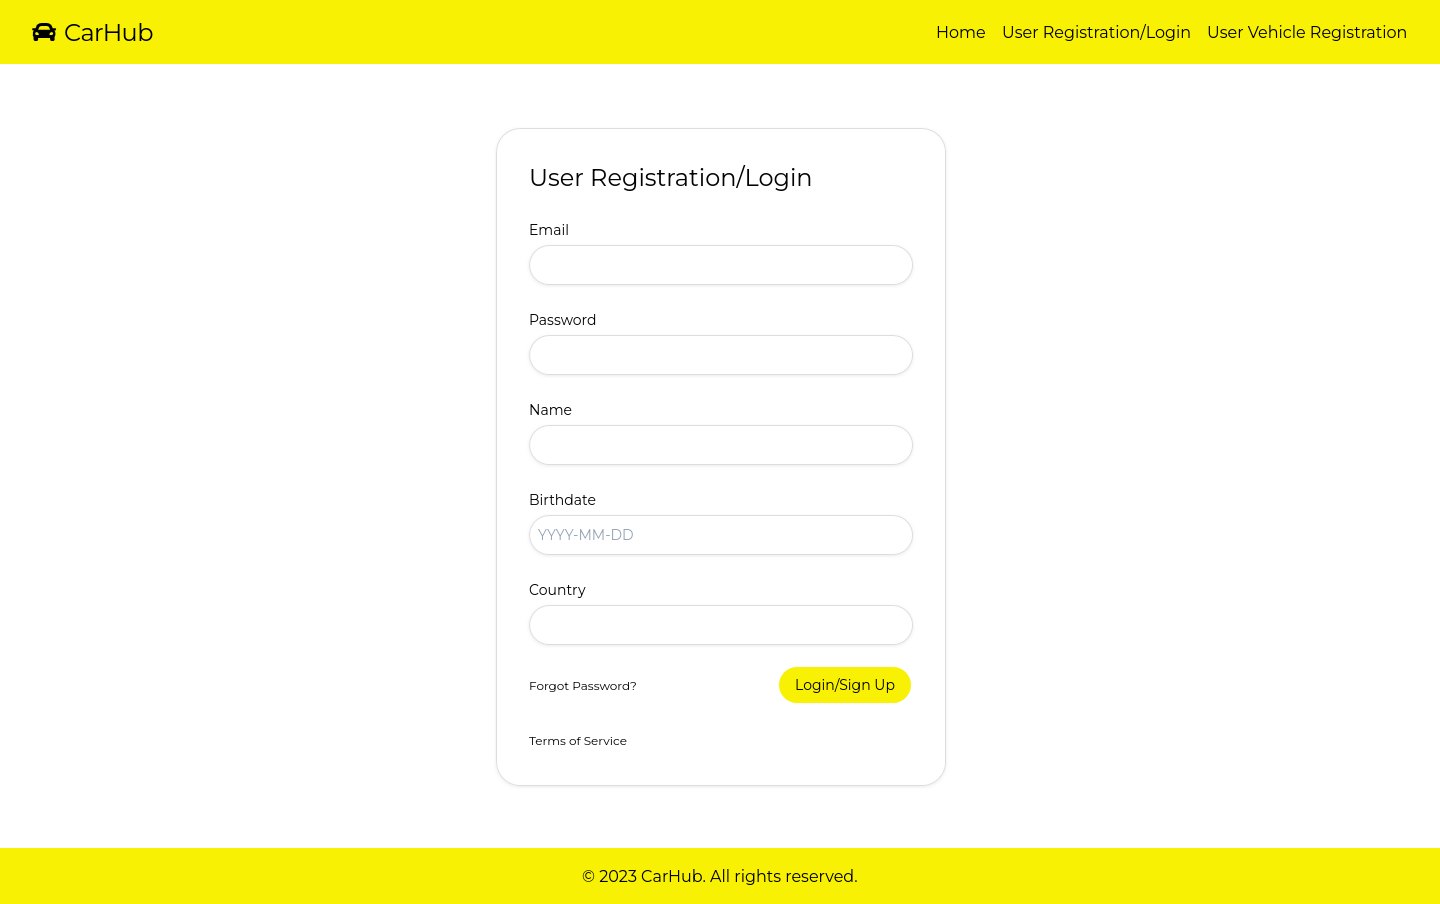 CarHub
Home User Registration/Login User Vehicle Registration
User Registration/Login
Email
Password
Name
Birthdate
YYYY-MM-DD
Country
Forgot Password? Login/Sign Up
Terms of Service
© 2023 CarHub. All rights reserved.